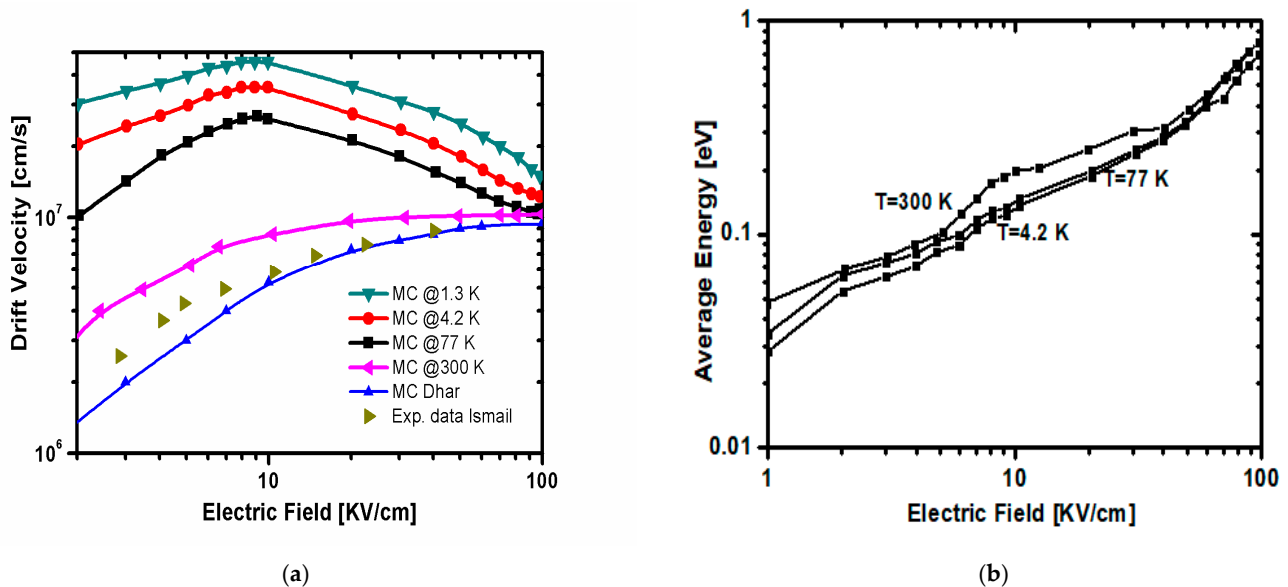 Drift Velocity [cm/s]
10^7
10^6
10
100
Electric Field [KV/cm]
MC @1.3 K
MC @4.2 K
MC @77 K
MC @300 K
MC Dhar
Exp. data Ismail
(a)
Average Energy [eV]
1
0.1
0.01
1
10
100
Electric Field [KV/cm]
T=300 K
T=77 K
T=4.2 K
(b)